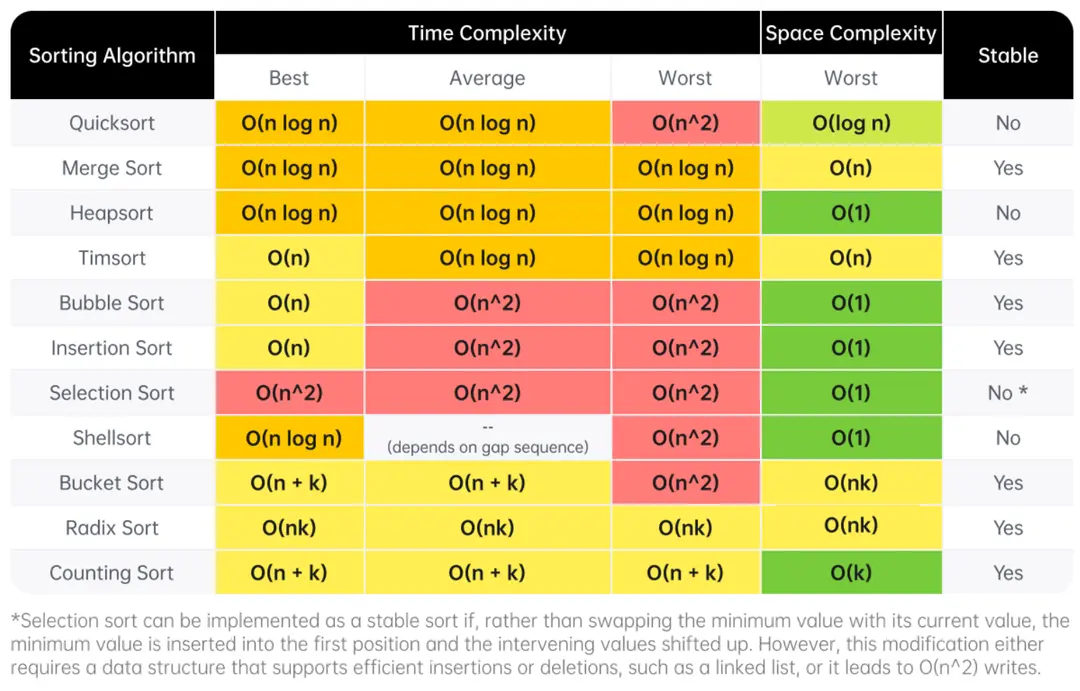 Sorting Algorithm Time Complexity Space Complexity Stable
Best Average Worst Worst
Quicksort O(n log n) O(n log n) O(n^2) O(log n) No
Merge Sort O(n log n) O(n log n) O(n log n) O(n) Yes
Heapsort O(n log n) O(n log n) O(n log n) O(1) No
Timsort O(n) O(n log n) O(n log n) O(n) Yes
Bubble Sort O(n) O(n^2) O(n^2) O(1) Yes
Insertion Sort O(n) O(n^2) O(n^2) O(1) Yes
Selection Sort O(n^2) O(n^2) O(n^2) O(1) No *
Shellsort O(n log n) -- (depends on gap sequence) O(n^2) O(1) No
Bucket Sort O(n + k) O(n + k) O(n^2) O(nk) Yes
Radix Sort O(nk) O(nk) O(nk) O(nk) Yes
Counting Sort O(n + k) O(n + k) O(n + k) O(k) Yes
*Selection sort can be implemented as a stable sort if, rather than swapping the minimum value with its current value, the
minimum value is inserted into the first position and the intervening values shifted up. However, this modification either
requires a data structure that supports efficient insertions or deletions, such as a linked list, or it leads to O(n^2) writes.